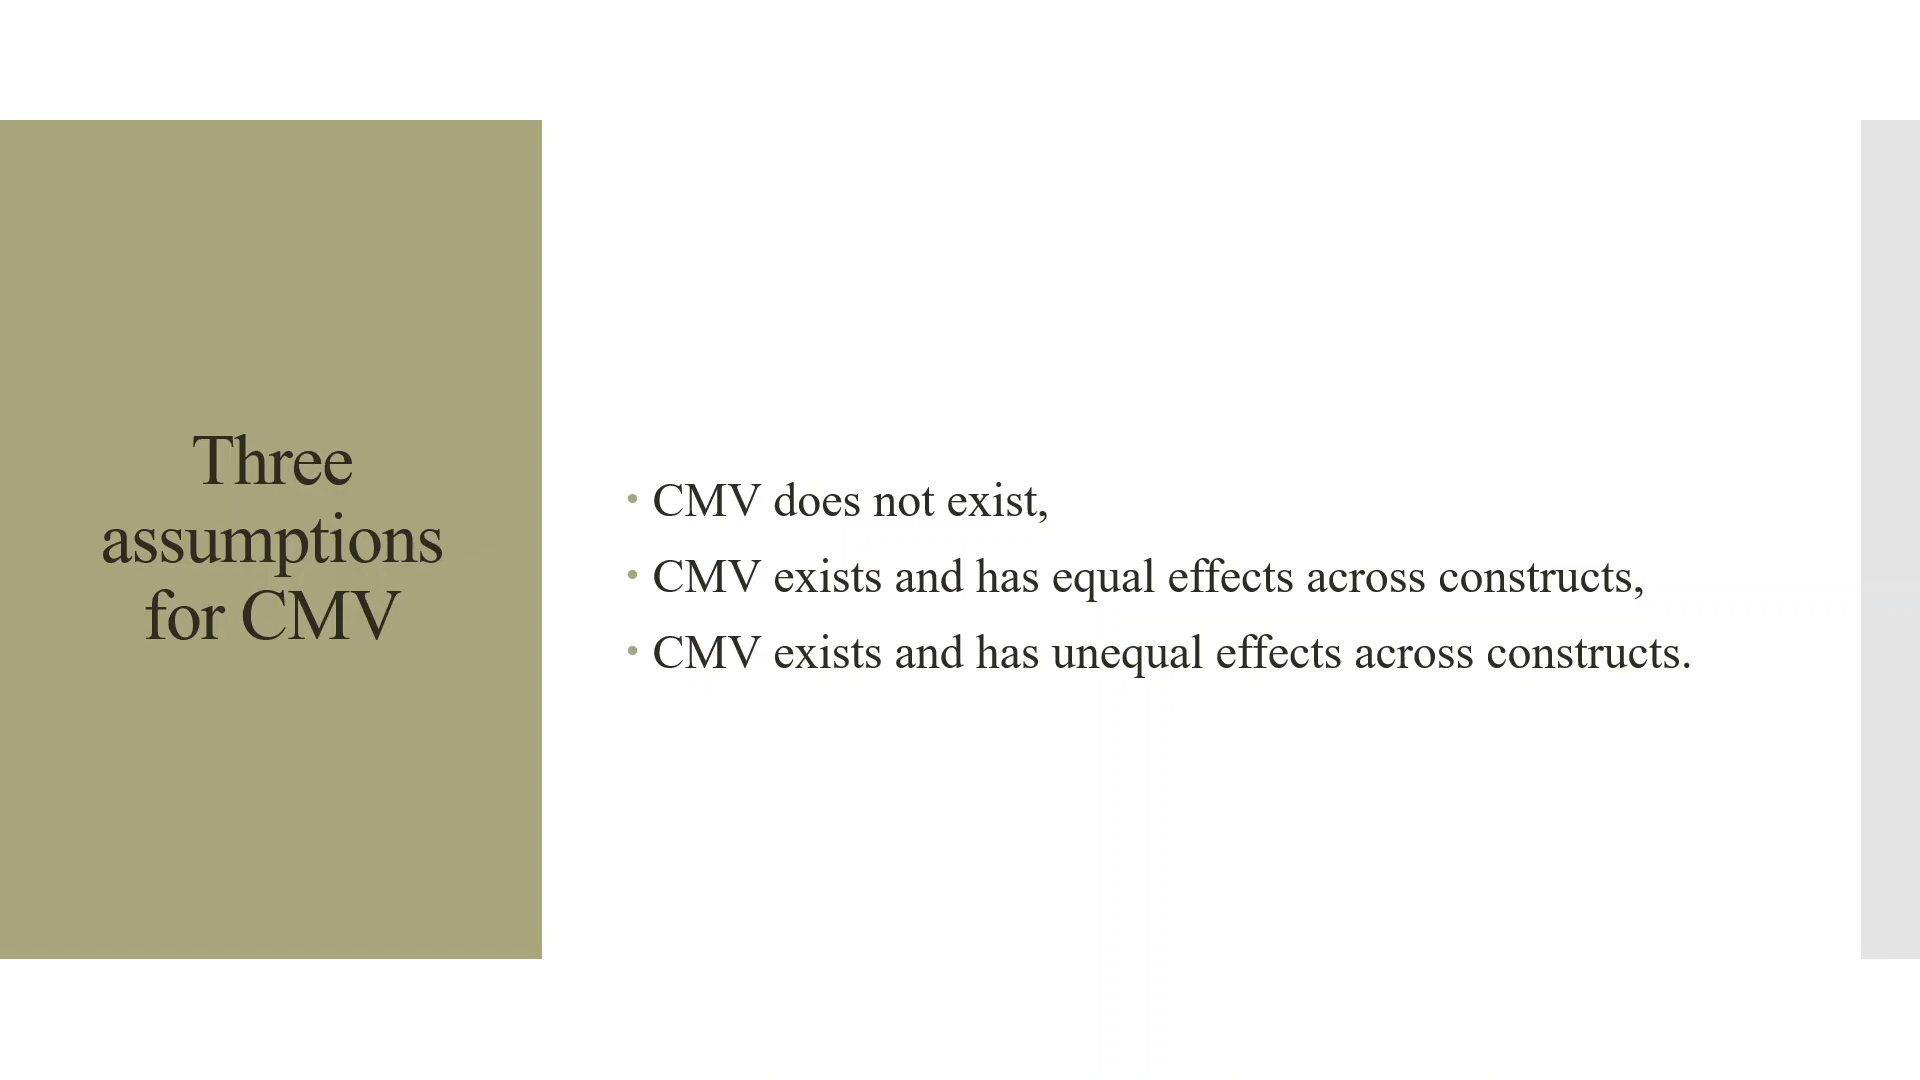 Three
assumptions
for CMV
• CMV does not exist,
• CMV exists and has equal effects across constructs,
• CMV exists and has unequal effects across constructs.